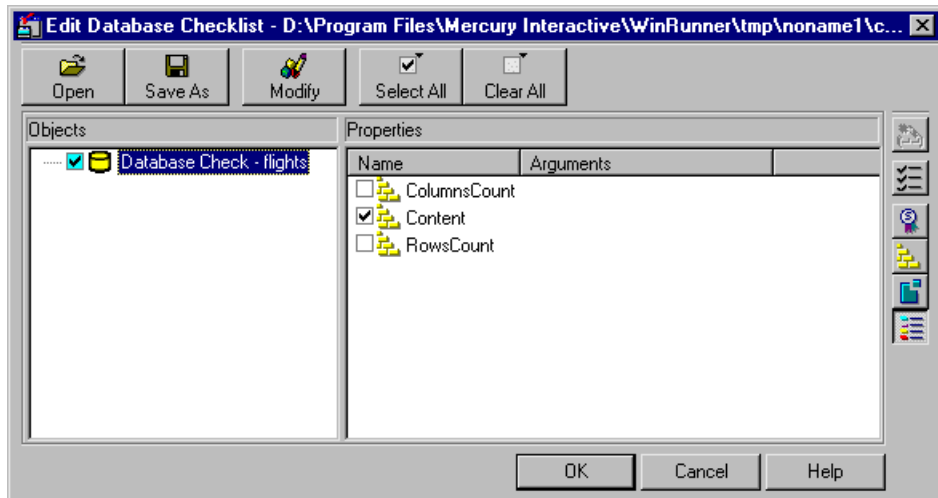 Edit Database Checklist - D:\Program Files\Mercury Interactive\WinRunner\tmp\noname1\c...
Open Save As Modify Select All Clear All
Objects Properties
Database Check - flights Name Arguments
ColumnsCount
Content
RowsCount
OK Cancel Help